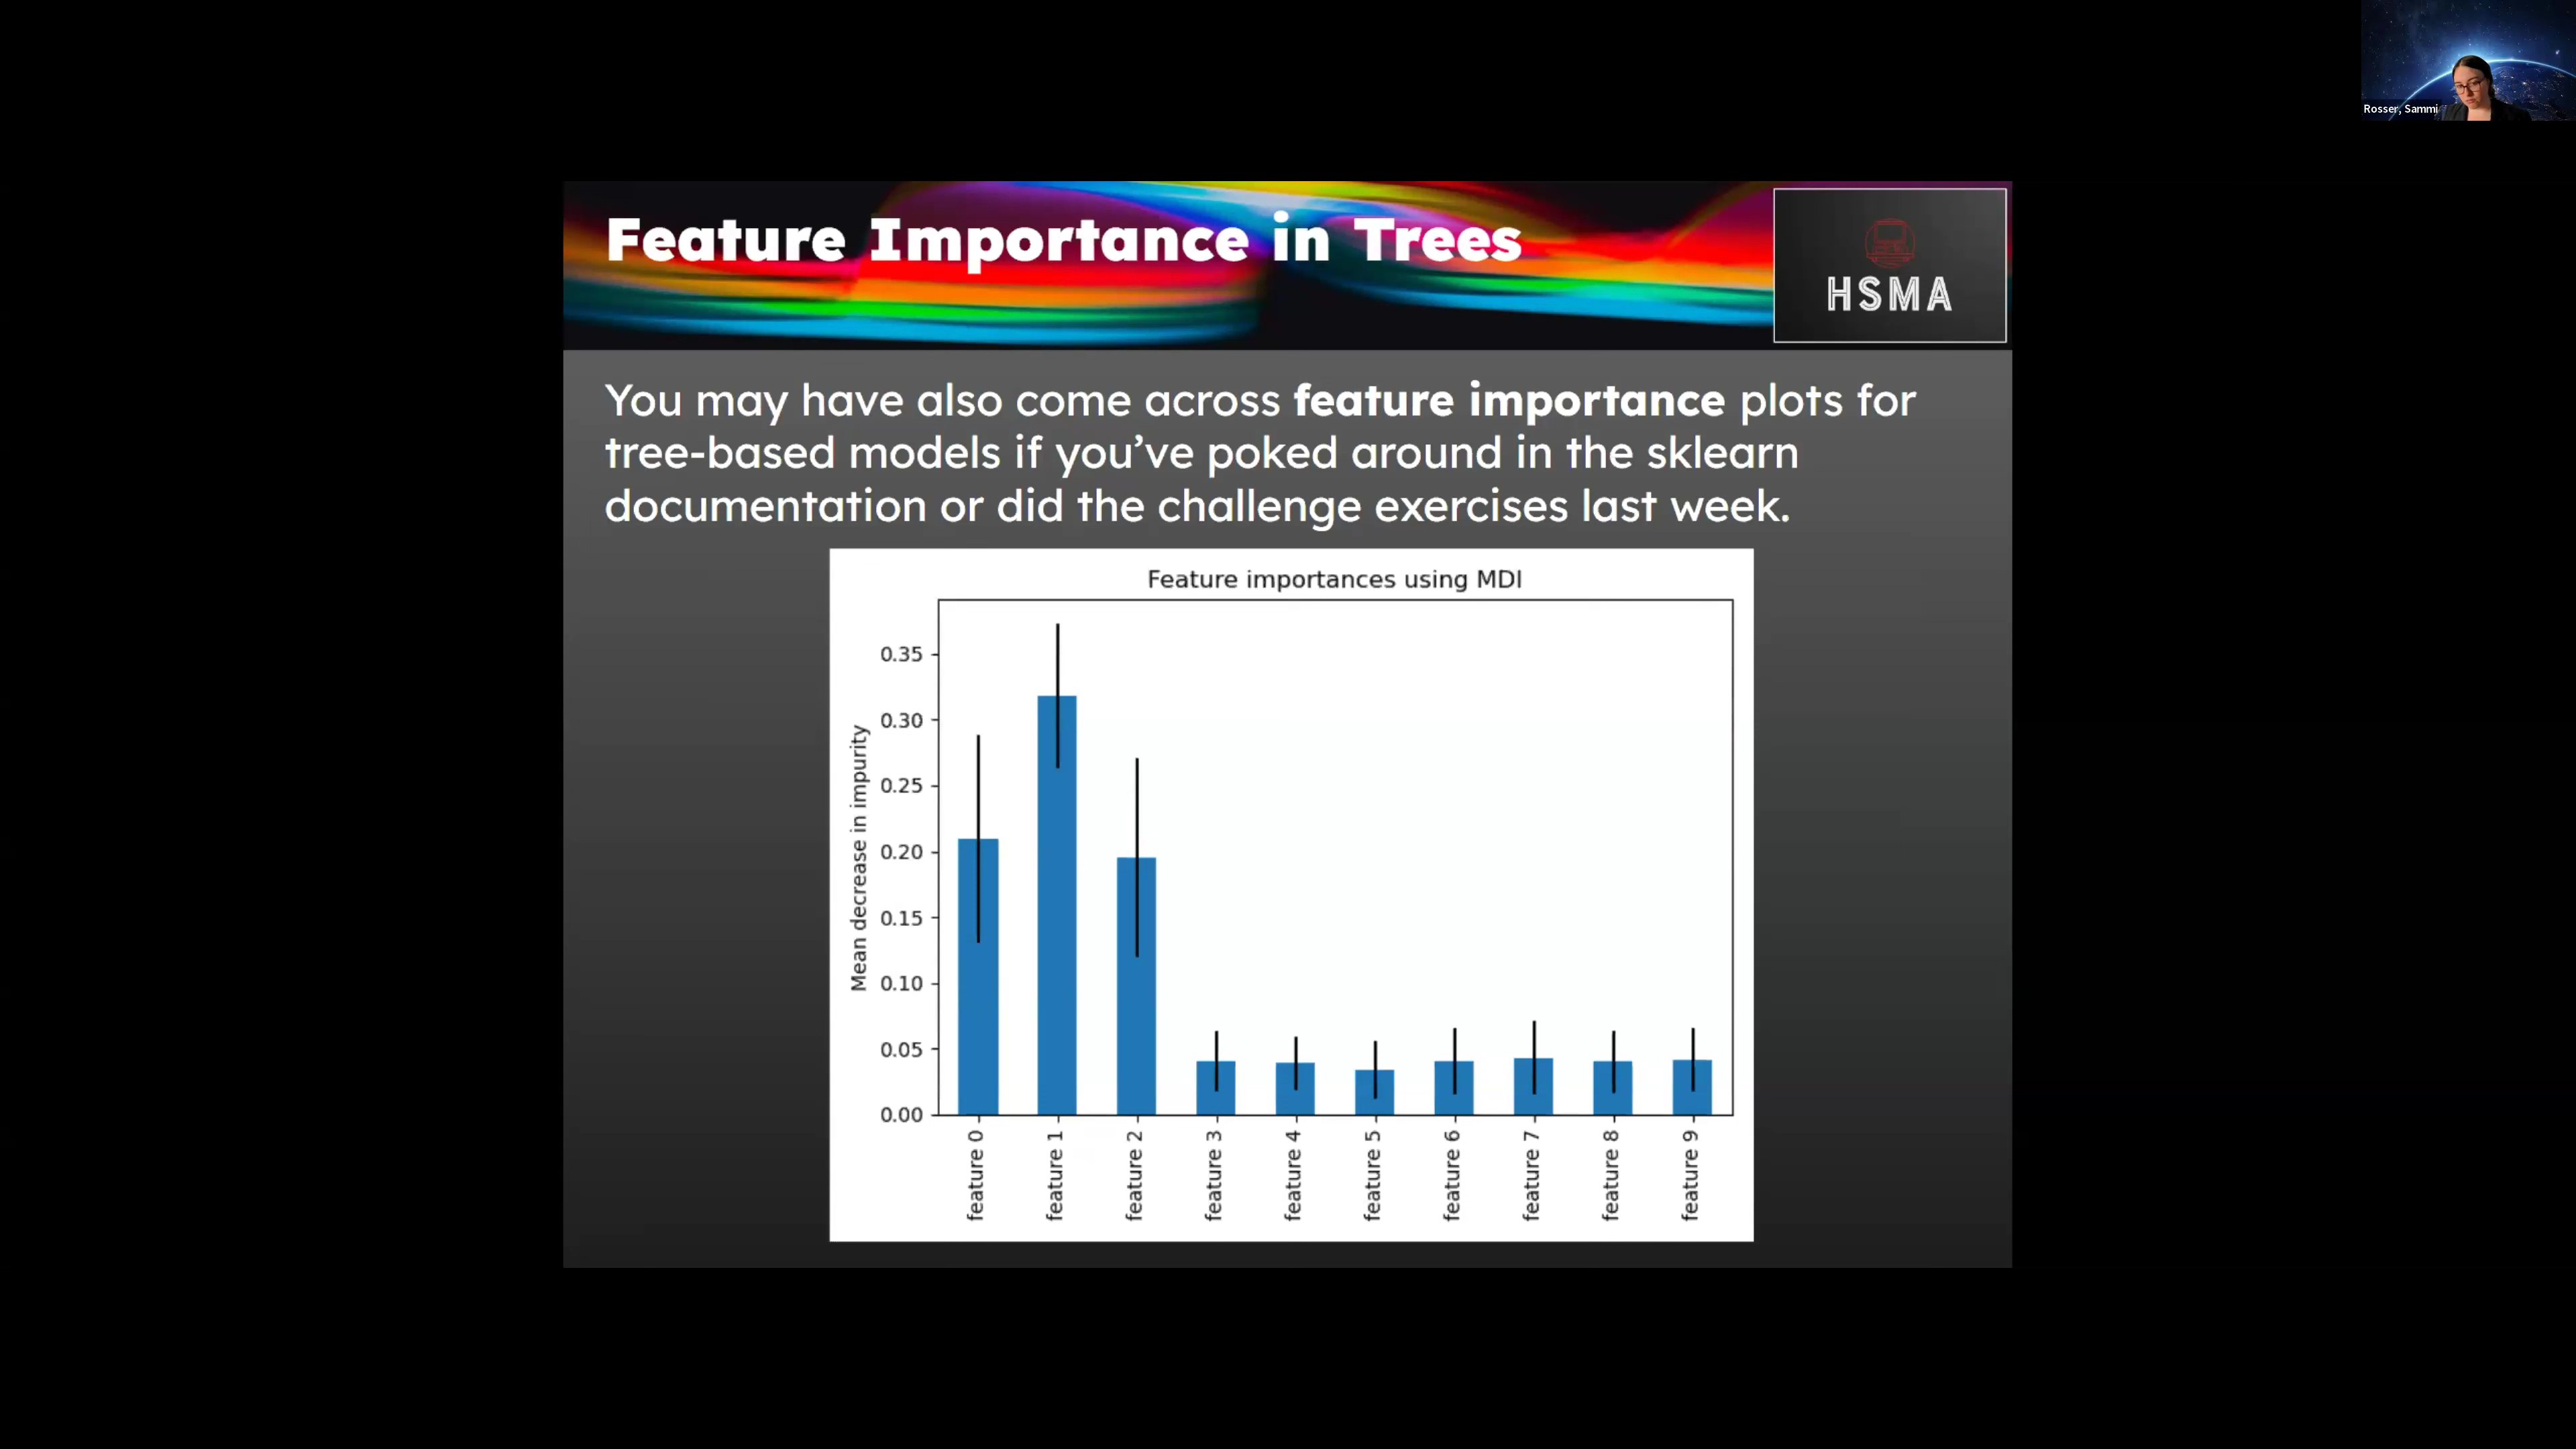 Rosser, Sammi
Feature Importance in Trees
HSMA
You may have also come across feature importance plots for
tree-based models if you’ve poked around in the sklearn
documentation or did the challenge exercises last week.
Feature importances using MDI
Mean decrease in impurity
0.35
0.30
0.25
0.20
0.15
0.10
0.05
0.00
feature 0
feature 1
feature 2
feature 3
feature 4
feature 5
feature 6
feature 7
feature 8
feature 9